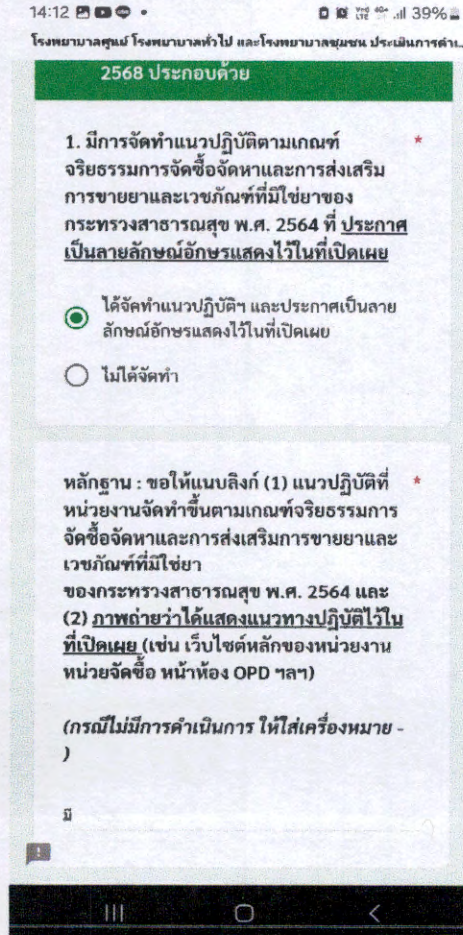 14:12
LTE 39%
โรงพยาบาลศูนย์ โรงพยาบาลทั่วไป และโรงพยาบาลชุมชน ประเมินการดำเ...
2568 ประกอบด้วย
1. มีการจัดทำแนวปฏิบัติตามเกณฑ์ *
จริยธรรมการจัดซื้อจัดหาและการส่งเสริม
การขายยาและเวชภัณฑ์ที่มิใช่ยาของ
กระทรวงสาธารณสุข พ.ศ. 2564 ที่ ประกาศ
เป็นลายลักษณ์อักษรแสดงไว้ในที่เปิดเผย
ได้จัดทำแนวปฏิบัติฯ และประกาศเป็นลาย
ลักษณ์อักษรแสดงไว้ในที่เปิดเผย
ไม่ได้จัดทำ
หลักฐาน : ขอให้แนบลิงก์ (1) แนวปฏิบัติที่ *
หน่วยงานจัดทำขึ้นตามเกณฑ์จริยธรรมการ
จัดซื้อจัดหาและการส่งเสริมการขายยาและ
เวชภัณฑ์ที่มิใช่ยา
ของกระทรวงสาธารณสุข พ.ศ. 2564 และ
(2) ภาพถ่ายว่าได้แสดงแนวทางปฏิบัติไว้ใน
ที่เปิดเผย (เช่น เว็บไซต์หลักของหน่วยงาน
หน่วยจัดซื้อ หน้าห้อง OPD ฯลฯ)
(กรณีไม่มีการดำเนินการ ให้ใส่เครื่องหมาย -
)
มี